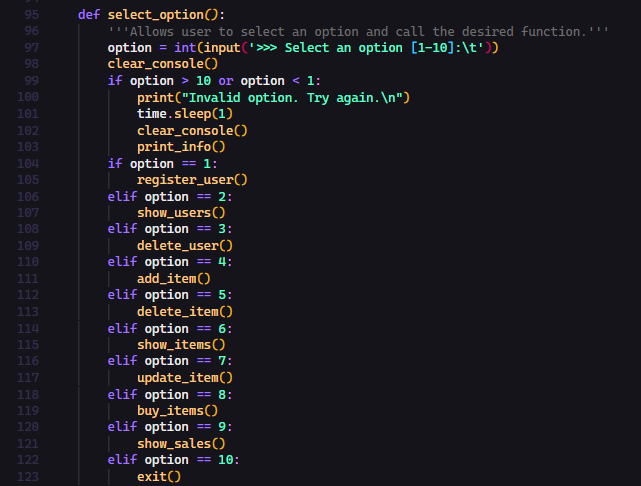 95 def select_option():
96 '''Allows user to select an option and call the desired function.'''
97 option = int(input('>>> Select an option [1-10]:\t'))
98 clear_console()
99 if option > 10 or option < 1:
100 print("Invalid option. Try again.\n")
101 time.sleep(1)
102 clear_console()
103 print_info()
104 if option == 1:
105 register_user()
106 elif option == 2:
107 show_users()
108 elif option == 3:
109 delete_user()
110 elif option == 4:
111 add_item()
112 elif option == 5:
113 delete_item()
114 elif option == 6:
115 show_items()
116 elif option == 7:
117 update_item()
118 elif option == 8:
119 buy_items()
120 elif option == 9:
121 show_sales()
122 elif option == 10:
123 exit()